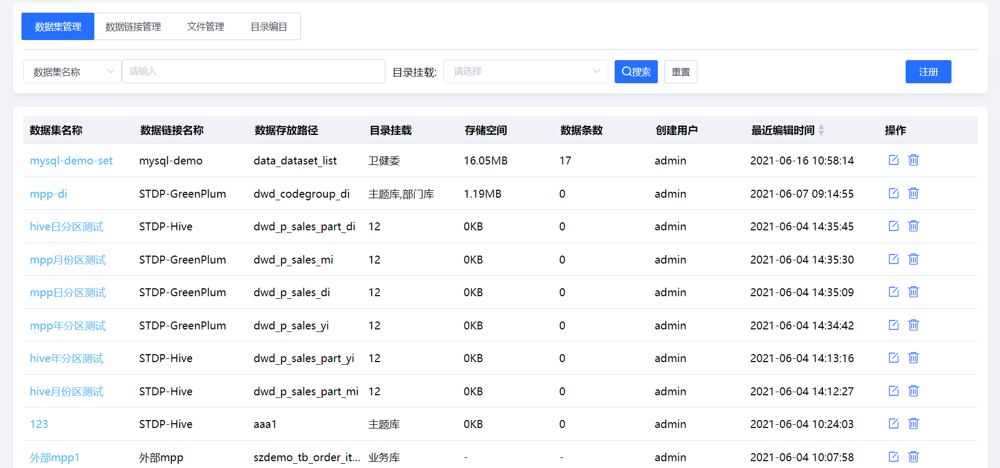 数据集管理 数据链接管理 文件管理 目录编目
数据集名称 请输入 目录挂载: 请选择 搜索 重置 注册
数据集名称 数据链接名称 数据存放路径 目录挂载 存储空间 数据条数 创建用户 最近编辑时间 操作
mysql-demo-set mysql-demo data_dataset_list 卫健委 16.05MB 17 admin 2021-06-16 10:58:14
mpp-di STDP-GreenPlum dwd_codegroup_di 主题库,部门库 1.19MB 0 admin 2021-06-07 09:14:55
hive日分区测试 STDP-Hive dwd_p_sales_part_di 12 0KB 0 admin 2021-06-04 14:35:45
mpp月份区测试 STDP-GreenPlum dwd_p_sales_mi 12 0KB 0 admin 2021-06-04 14:35:30
mpp日分区测试 STDP-GreenPlum dwd_p_sales_di 12 0KB 0 admin 2021-06-04 14:35:09
mpp年分区测试 STDP-GreenPlum dwd_p_sales_yi 12 0KB 0 admin 2021-06-04 14:34:42
hive年分区测试 STDP-Hive dwd_p_sales_part_yi 12 0KB 0 admin 2021-06-04 14:13:16
hive月份区测试 STDP-Hive dwd_p_sales_part_mi 12 0KB 0 admin 2021-06-04 14:12:27
123 STDP-Hive aaa1 主题库 0KB 0 admin 2021-06-04 10:24:03
外部mpp1 外部mpp szdemo_tb_order_it... 业务库 - - admin 2021-06-04 10:07:58